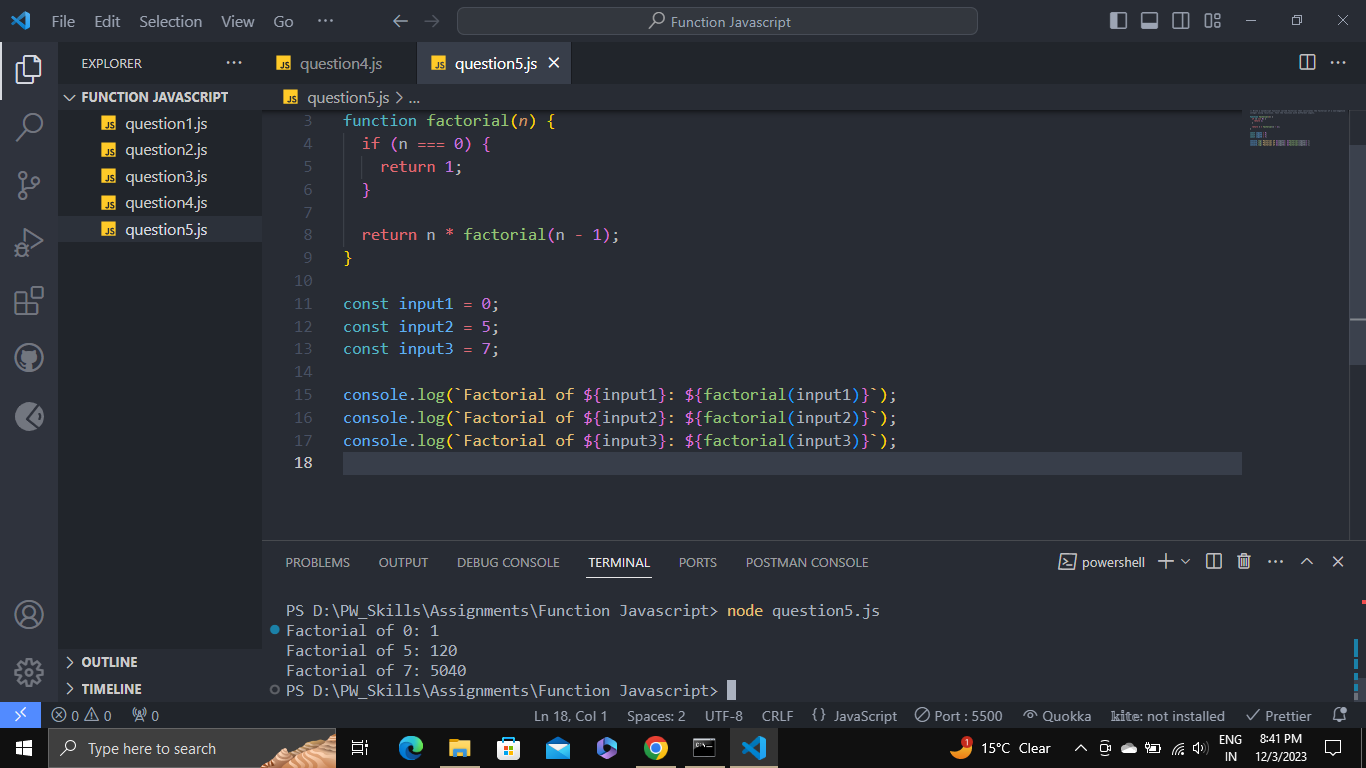 File Edit Selection View Go ··· Function Javascript
EXPLORER ···
FUNCTION JAVASCRIPT
JS question1.js
JS question2.js
JS question3.js
JS question4.js
JS question5.js
OUTLINE
TIMELINE
JS question4.js JS question5.js
JS question5.js > ...
3 function factorial(n) {
4 if (n === 0) {
5 return 1;
6 }
7
8 return n * factorial(n - 1);
9 }
10
11 const input1 = 0;
12 const input2 = 5;
13 const input3 = 7;
14
15 console.log(`Factorial of ${input1}: ${factorial(input1)}`);
16 console.log(`Factorial of ${input2}: ${factorial(input2)}`);
17 console.log(`Factorial of ${input3}: ${factorial(input3)}`);
18
PROBLEMS OUTPUT DEBUG CONSOLE TERMINAL PORTS POSTMAN CONSOLE powershell
PS D:\PW_Skills\Assignments\Function Javascript> node question5.js
Factorial of 0: 1
Factorial of 5: 120
Factorial of 7: 5040
PS D:\PW_Skills\Assignments\Function Javascript>
0 0 0 Ln 18, Col 1 Spaces: 2 UTF-8 CRLF {} JavaScript Port : 5500 Quokka kite: not installed Prettier
Type here to search 1 15°C Clear ENG 8:41 PM
IN 12/3/2023